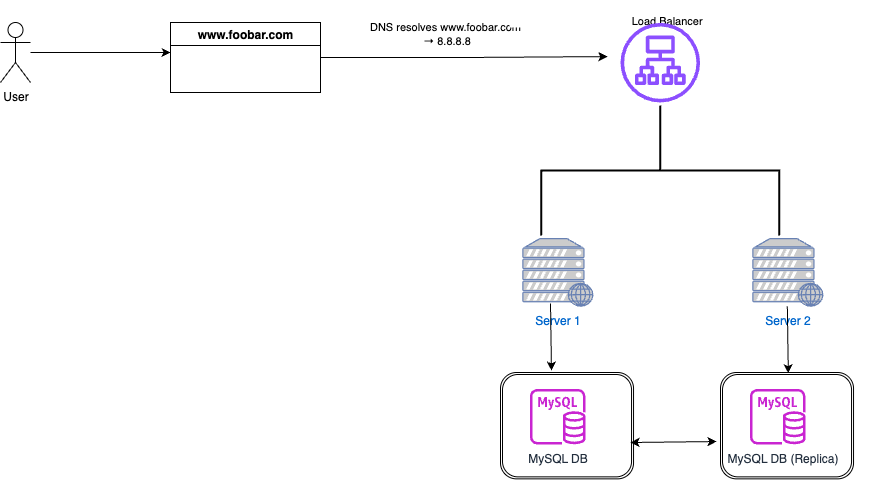 Load Balancer
DNS resolves www.foobar.com
→ 8.8.8.8
www.foobar.com
User
Server 1
Server 2
MySQL
MySQL
MySQL DB
MySQL DB (Replica)